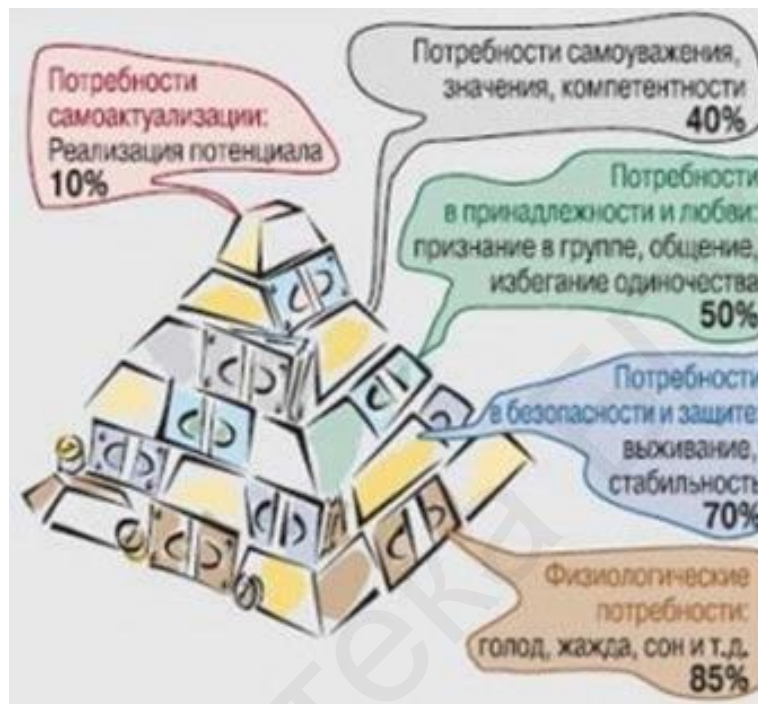 Потребности
самоактуализации:
Реализация потенциала
10%
Потребности самоуважения,
значения, компетентности
40%
Потребности
в принадлежности и любви:
признание в группе, общение,
избегание одиночества
50%
Потребности
в безопасности и защите:
выживание,
стабильность
70%
Физиологические
потребности:
голод, жажда, сон и т.д.
85%